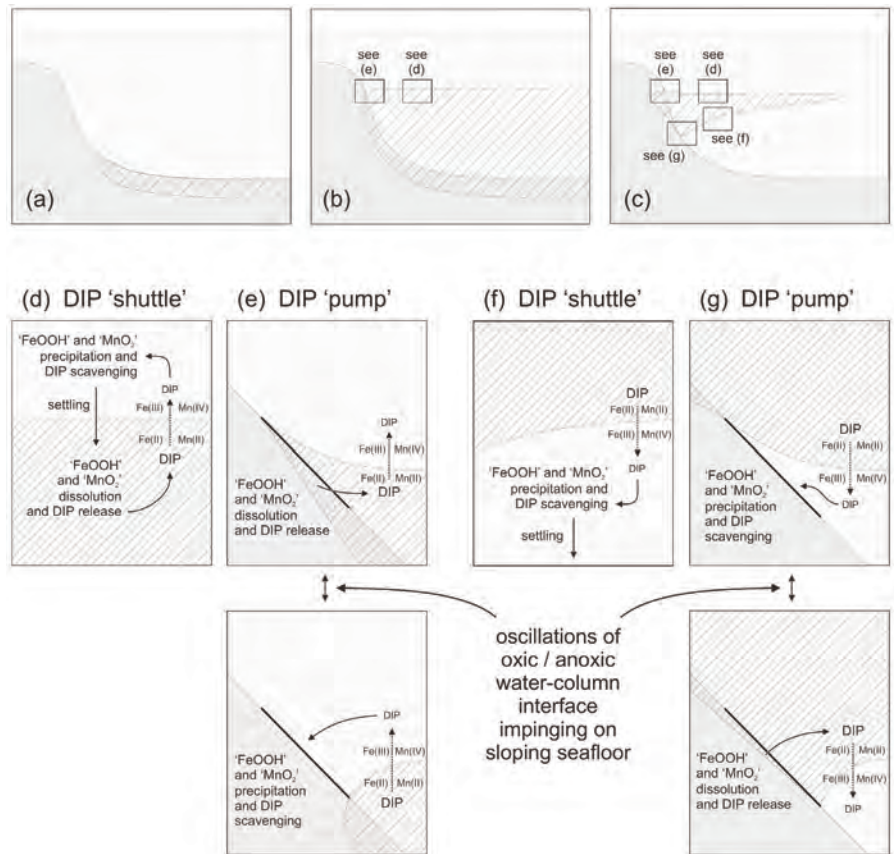 (a)
see
(e)
see
(d)
(b)
see
(e)
see
(d)
see (f)
see (g)
(c)
(d) DIP 'shuttle'
'FeOOH' and 'MnO₂'
precipitation and
DIP scavenging
DIP
settling
Fe(III) Mn(IV)
Fe(II) Mn(II)
DIP
'FeOOH'
and 'MnO₂'
dissolution
and DIP release
(e) DIP 'pump'
DIP
Fe(III) Mn(IV)
Fe(II) Mn(II)
DIP
'FeOOH'
and 'MnO₂'
dissolution
and DIP release
(f) DIP 'shuttle'
DIP
Fe(II) Mn(II)
Fe(III) Mn(IV)
DIP
'FeOOH' and 'MnO₂'
precipitation and
DIP scavenging
settling
(g) DIP 'pump'
DIP
Fe(II) Mn(II)
Fe(III) Mn(IV)
DIP
'FeOOH'
and 'MnO₂'
precipitation
and DIP
scavenging
DIP
Fe(III) Mn(IV)
Fe(II) Mn(II)
DIP
'FeOOH'
and 'MnO₂'
precipitation
and DIP
scavenging
oscillations of
oxic / anoxic
water-column
interface
impinging on
sloping seafloor
DIP
Fe(II) Mn(II)
Fe(III) Mn(IV)
DIP
'FeOOH'
and 'MnO₂'
dissolution
and DIP release